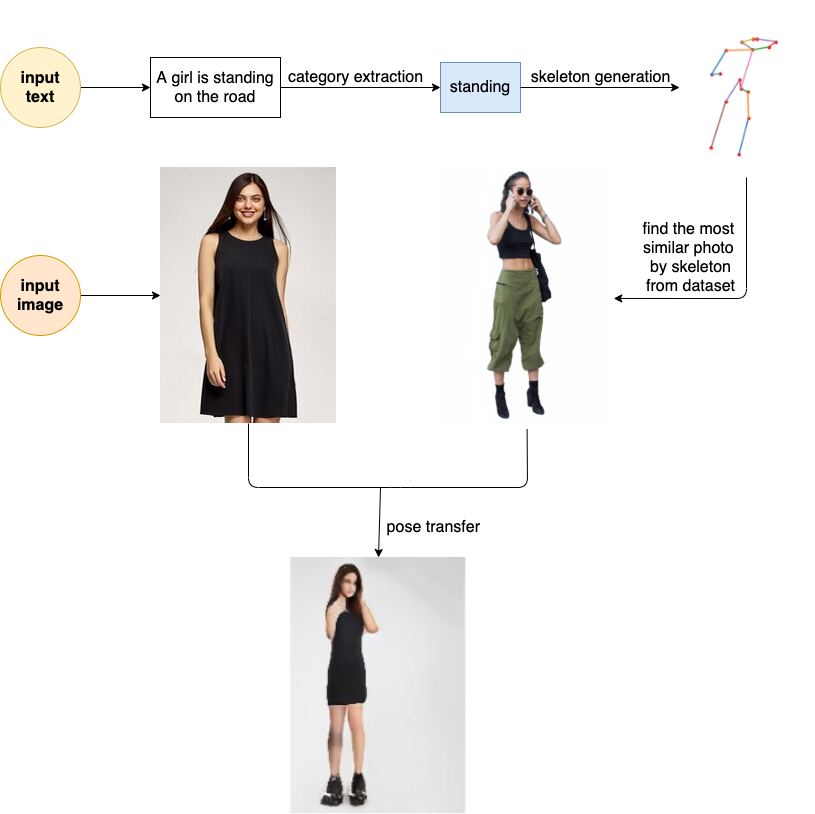 input
text
A girl is standing
on the road
category extraction
standing
skeleton generation
find the most
similar photo
by skeleton
from dataset
input
image
pose transfer